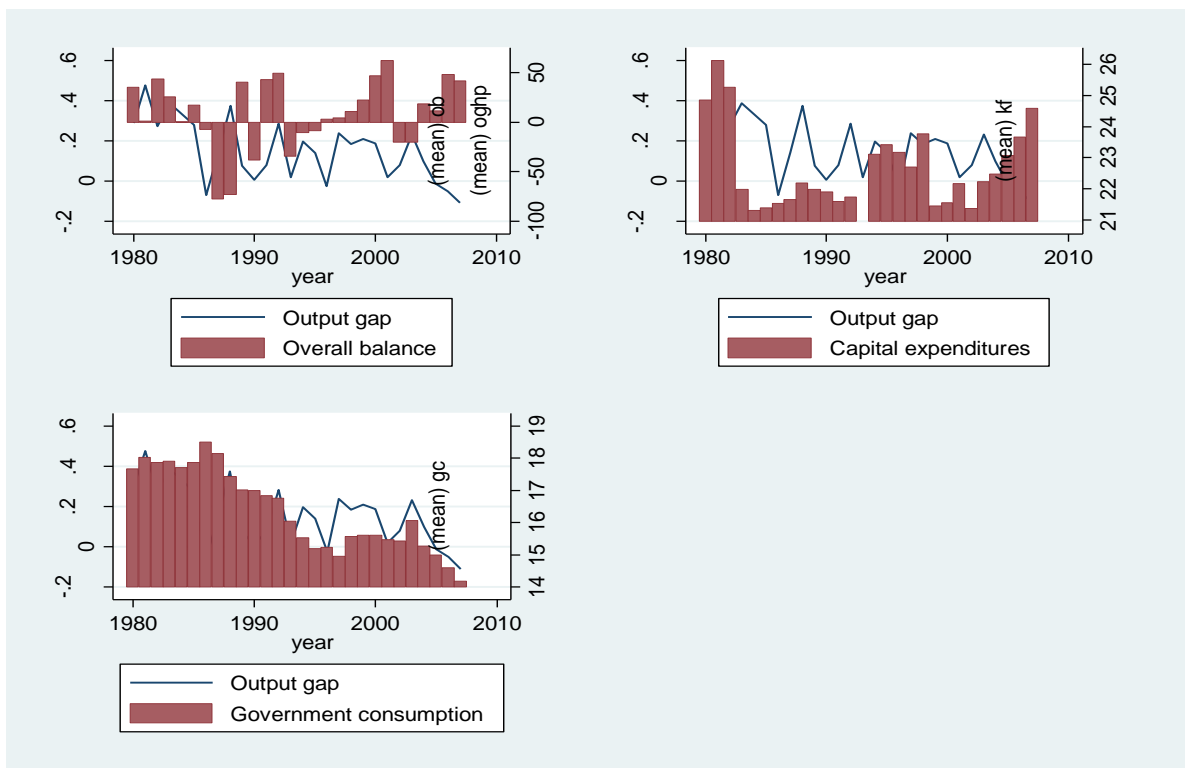 .6
.4
.2
0
-.2
50
0
-50
-100
(mean) ob
(mean) oghp
1980 1990 2000 2010
year
Output gap
Overall balance
.6
.4
.2
0
-.2
26
25
24
23
22
21
(mean) kf
1980 1990 2000 2010
year
Output gap
Capital expenditures
.6
.4
.2
0
-.2
19
18
17
16
15
14
(mean) gc
1980 1990 2000 2010
year
Output gap
Government consumption